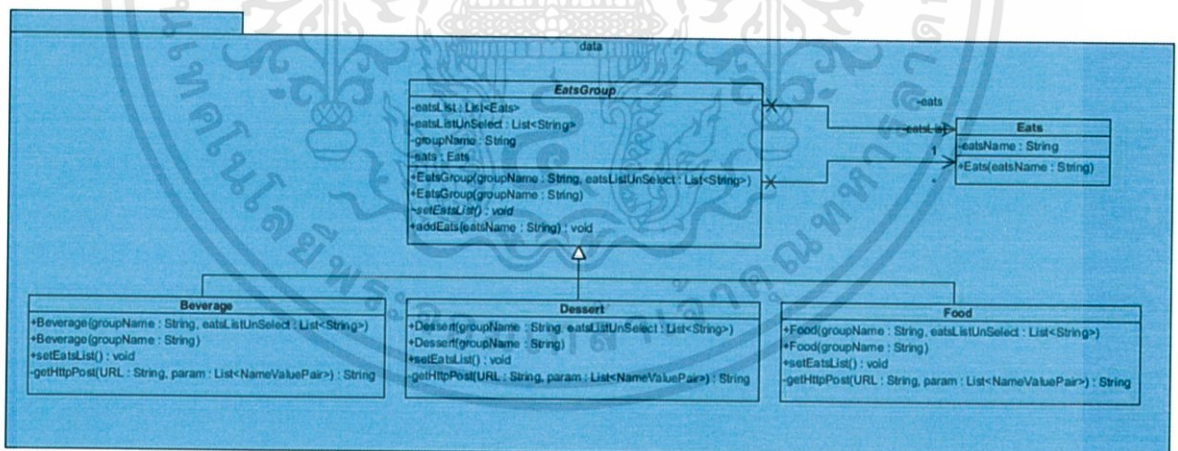 data
EatsGroup
-eatsList : List<Eats>
-eatsListUnSelect : List<String>
-groupName : String
-eats : Eats
+EatsGroup(groupName : String, eatsListUnSelect : List<String>)
+EatsGroup(groupName : String)
~setEatsList() : void
+addEats(eatsName : String) : void
-eats
-eatsList
1
*
Eats
-eatsName : String
+Eats(eatsName : String)
Beverage
+Beverage(groupName : String, eatsListUnSelect : List<String>)
+Beverage(groupName : String)
+setEatsList() : void
-getHttpPost(URL : String, param : List<NameValuePair>) : String
Dessert
+Dessert(groupName : String, eatsListUnSelect : List<String>)
+Dessert(groupName : String)
+setEatsList() : void
-getHttpPost(URL : String, param : List<NameValuePair>) : String
Food
+Food(groupName : String, eatsListUnSelect : List<String>)
+Food(groupName : String)
+setEatsList() : void
-getHttpPost(URL : String, param : List<NameValuePair>) : String